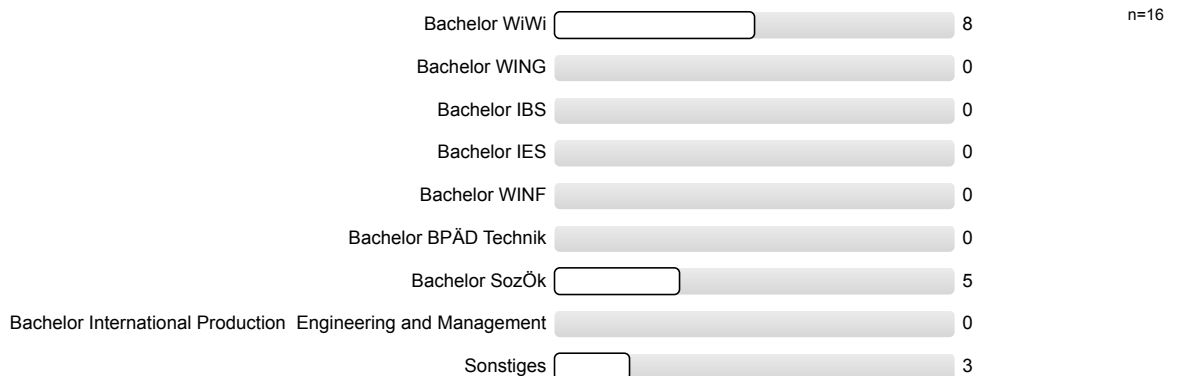 Bachelor WiWi 8 n=16
Bachelor WING 0
Bachelor IBS 0
Bachelor IES 0
Bachelor WINF 0
Bachelor BPÄD Technik 0
Bachelor SozÖk 5
Bachelor International Production Engineering and Management 0
Sonstiges 3